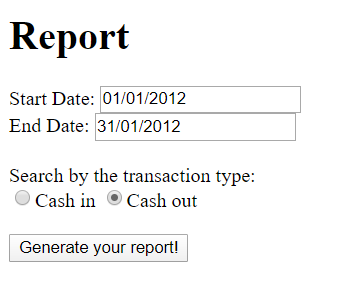 Report
Start Date: 01/01/2012
End Date: 31/01/2012
Search by the transaction type:
Cash in Cash out
Generate your report!